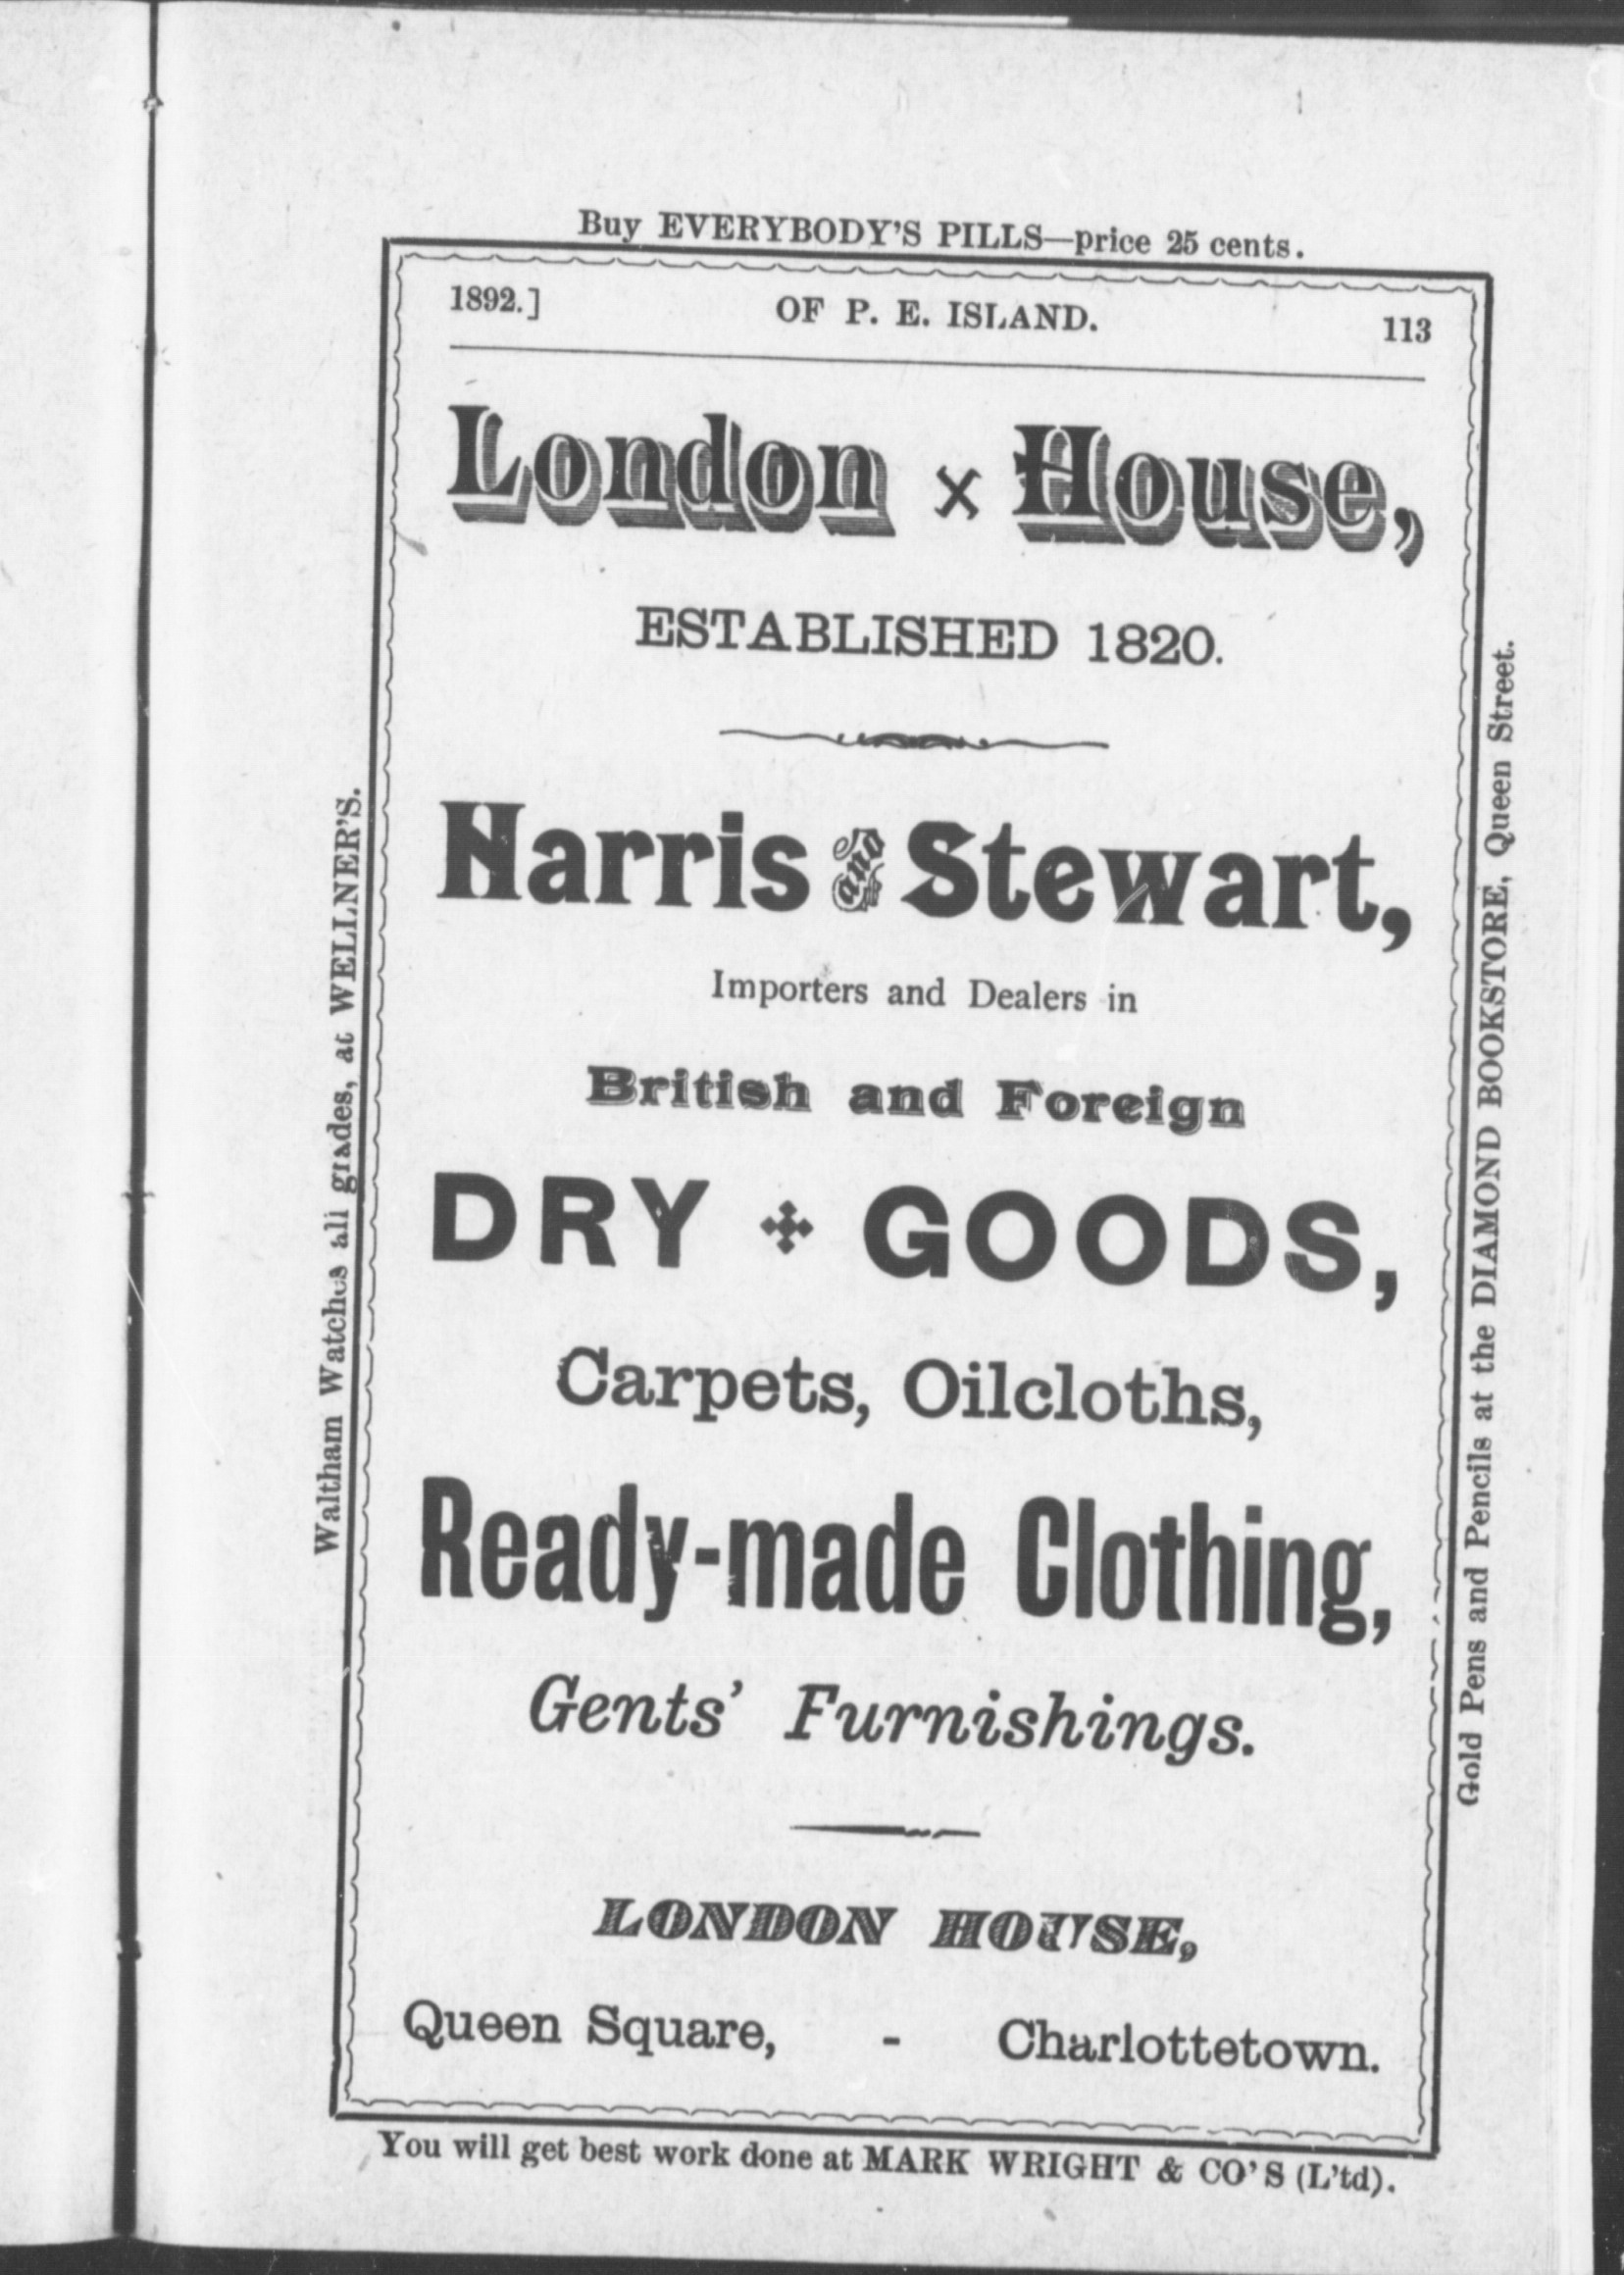 Buy EVERYBODY'S PILLS—price 25 cents.
1892.] OF P. E. ISLAND. 113
London × House,
ESTABLISHED 1820.
Harris and Stewart,
Importers and Dealers in
British and Foreign
DRY ✣ GOODS,
Carpets, Oilcloths,
Ready-made Clothing,
Gents' Furnishings.
LONDON HOUSE,
Queen Square, - Charlottetown.
You will get best work done at MARK WRIGHT & CO'S (L'td).
Waltham Watches all grades, at WELLNER'S.
Gold Pens and Pencils at the DIAMOND BOOKSTORE, Queen Street.